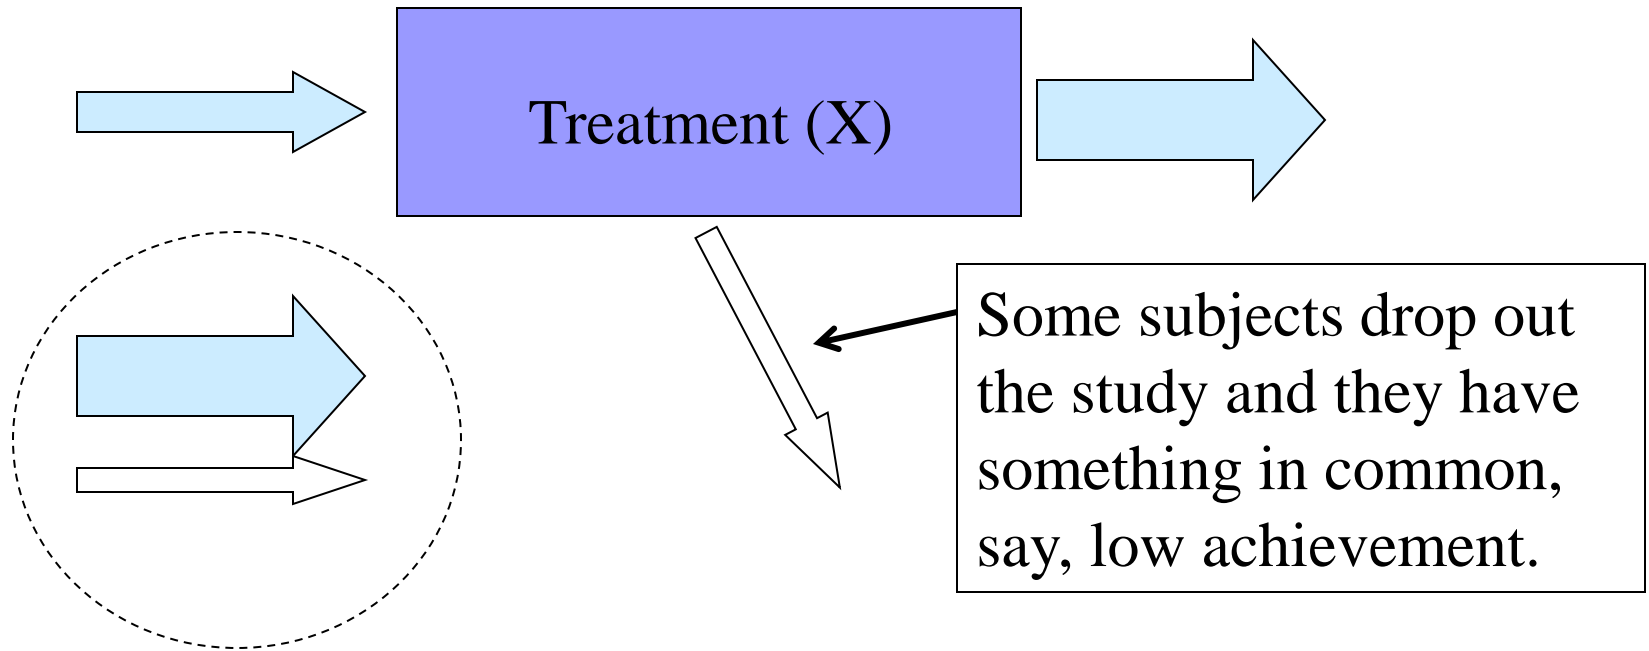 Treatment (X)
Some subjects drop out
the study and they have
something in common,
say, low achievement.